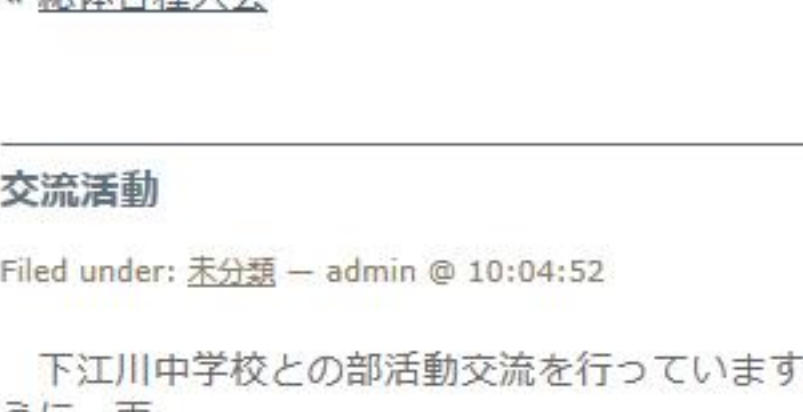 交流活動
Filed under: 未分類 — admin @ 10:04:52
下江川中学校との部活動交流を行っています